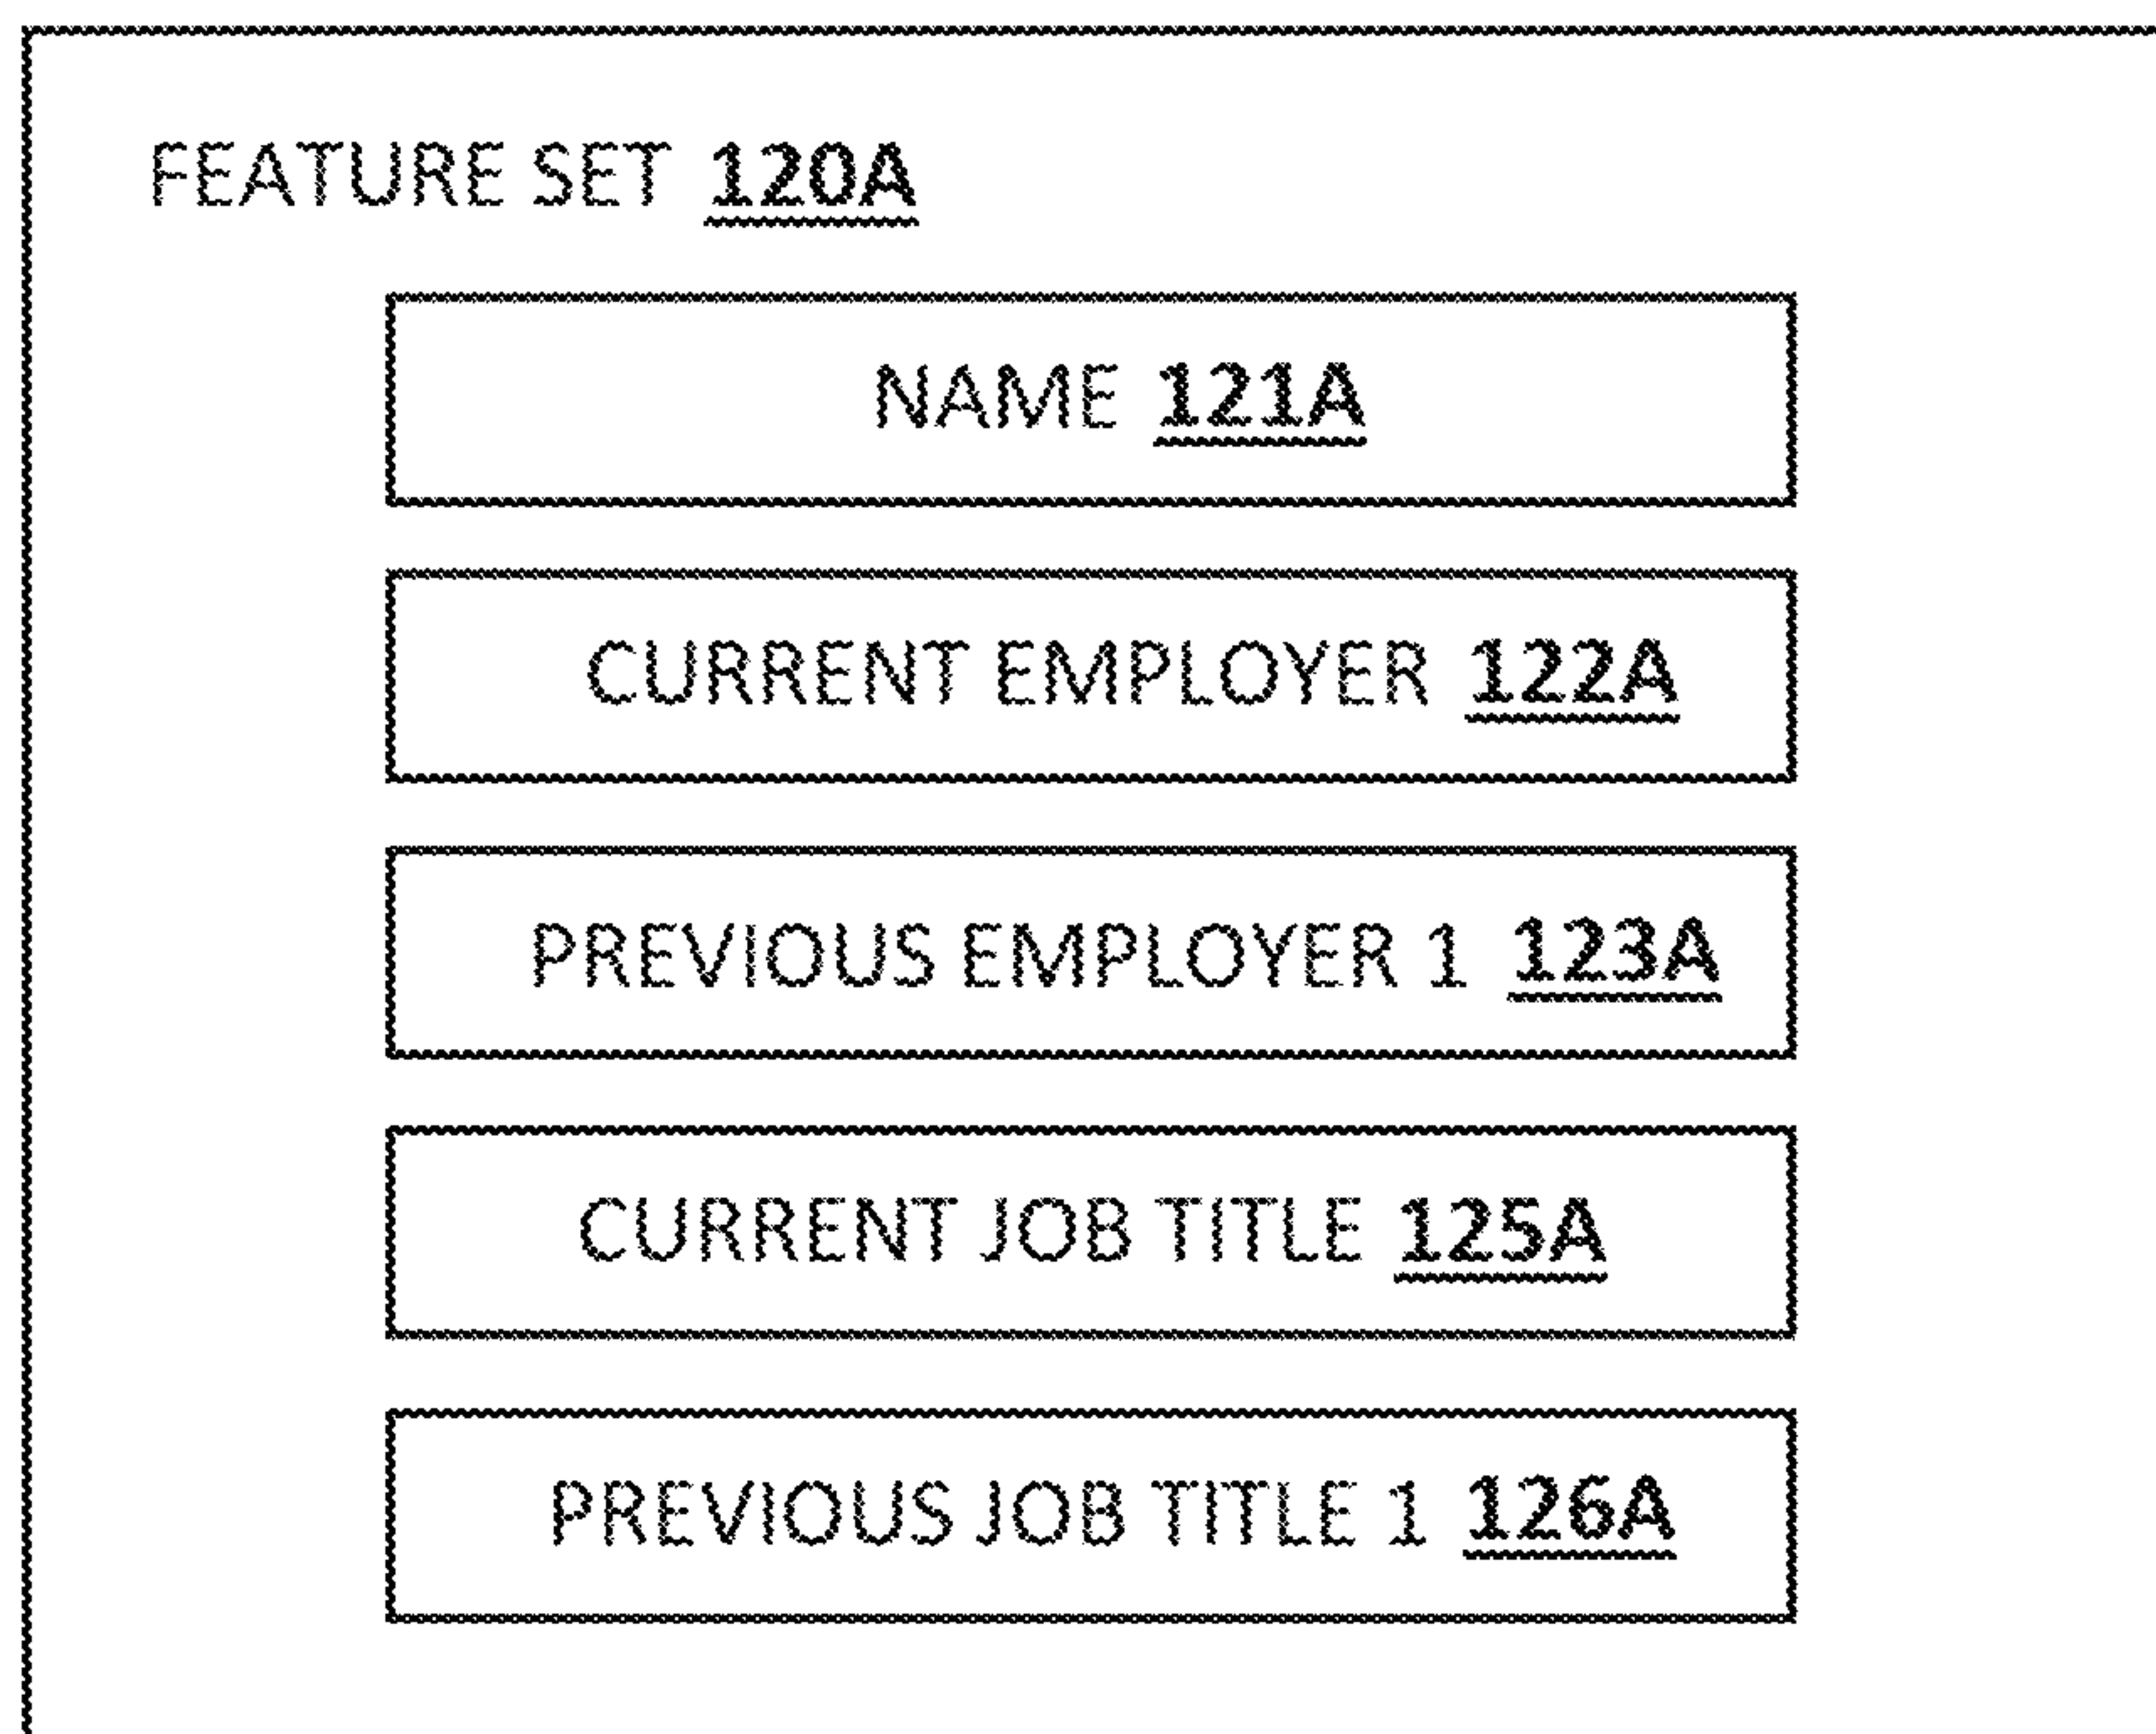 FEATURE SET 120A
NAME 121A
CURRENT EMPLOYER 122A
PREVIOUS EMPLOYER 1 123A
CURRENT JOB TITLE 125A
PREVIOUS JOB TITLE 1 126A